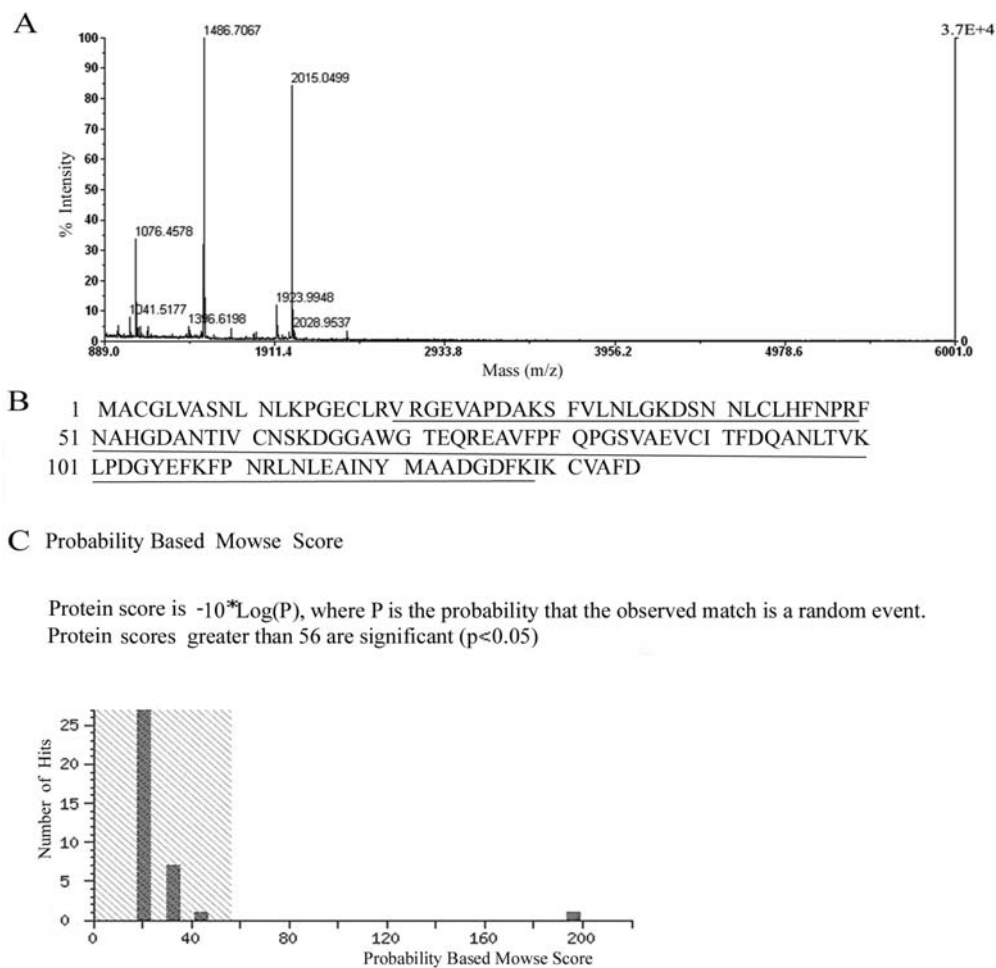 A
3.7E+4
1486.7067
2015.0499
1076.4578
1041.5177
1396.6198
1923.9948
2028.9537
100
90
80
70
60
50
40
30
20
10
0
0
% Intensity
889.0 1911.4 2933.8 3956.2 4978.6 6001.0
Mass (m/z)
B
1 MACGLVASNL NLKPGECLRV RGEVAPDAKS FVLNLGKDSN NLCLHFNPRF
51 NAHGDANTIV CNSKDGGAWG TEQREAVFPF QPGSVAEVCI TFDQANLTVK
101 LPDGYEFKFP NRLNLEAINY MAADGDFKIK CVAFD
C Probability Based Mowse Score
Protein score is -10*Log(P), where P is the probability that the observed match is a random event.
Protein scores greater than 56 are significant (p<0.05)
Number of Hits
25
20
15
10
5
0
0 40 80 120 160 200
Probability Based Mowse Score